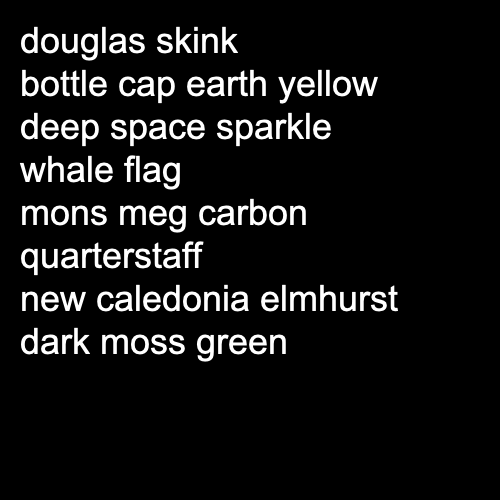 douglas skink
bottle cap earth yellow
deep space sparkle
whale flag
mons meg carbon
quarterstaff
new caledonia elmhurst
dark moss green